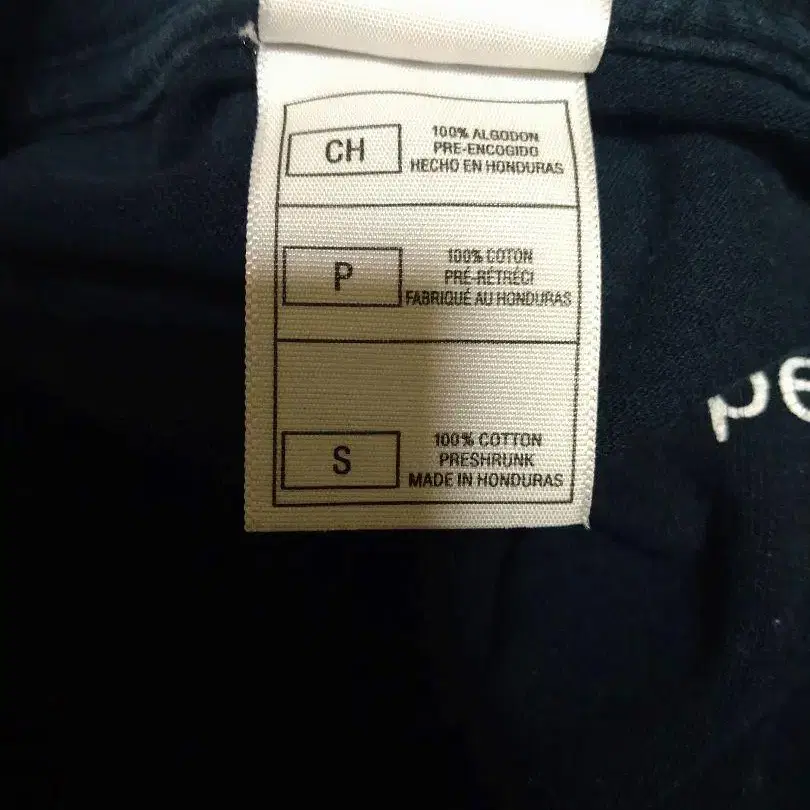 CH
100% ALGODON
PRE-ENCOGIDO
HECHO EN HONDURAS
P
100% COTON
PRÉ-RÉTRÉCI
FABRIQUÉ AU HONDURAS
S
100% COTTON
PRESHRUNK
MADE IN HONDURAS